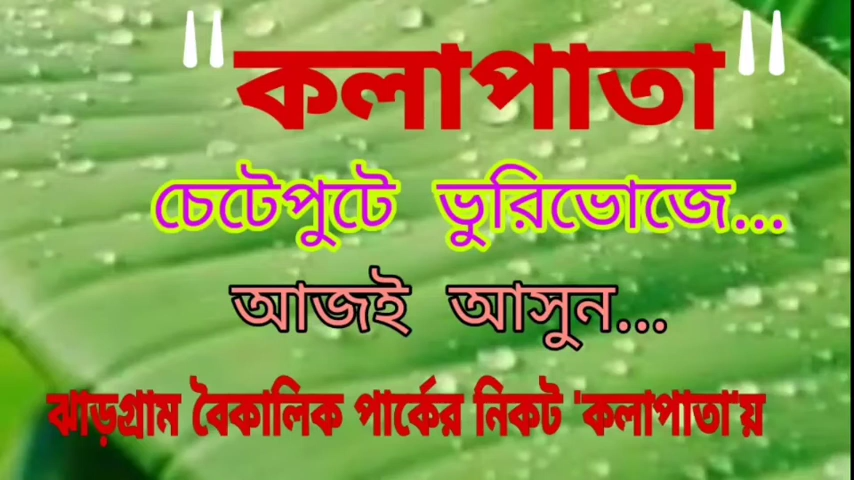 "কলাপাতা"
চেটেপুটে ভুরিভোজে...
আজই আসুন...
ঝাড়গ্রাম বৈকালিক পার্কের নিকট 'কলাপাতা'য়